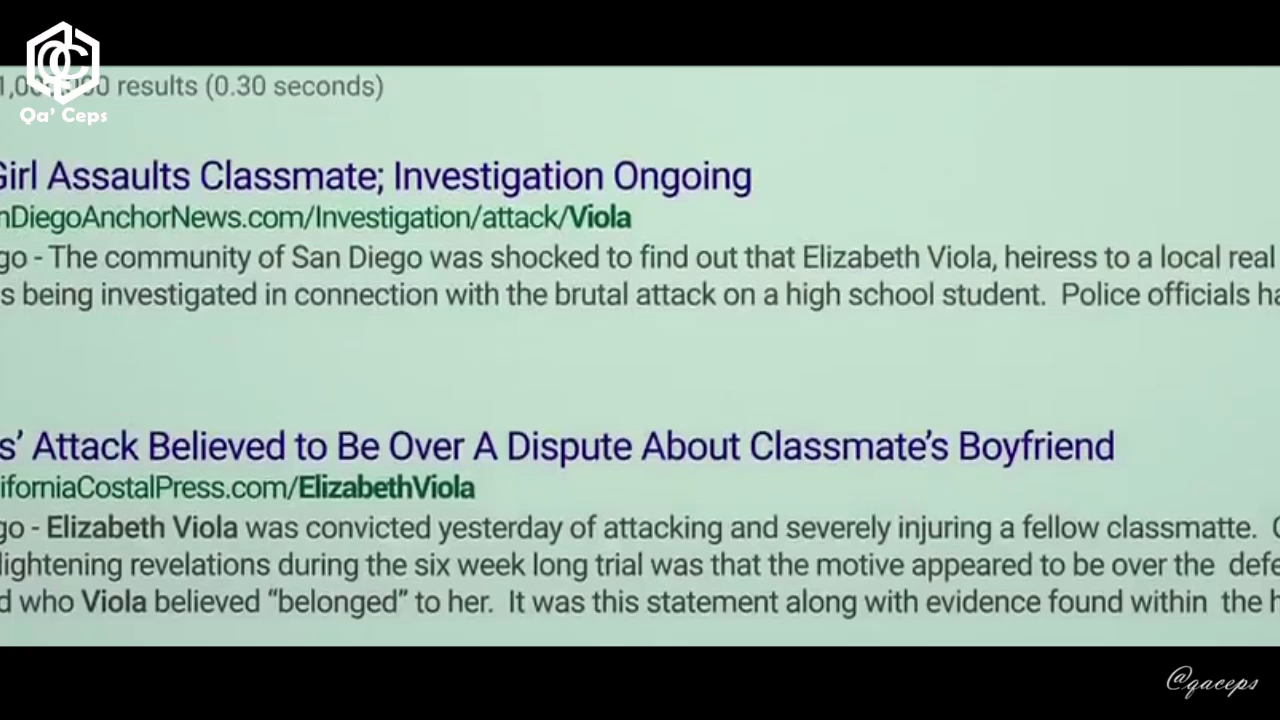 Qa' Ceps
results (0.30 seconds)
Girl Assaults Classmate; Investigation Ongoing
nDiegoAnchorNews.com/Investigation/attack/Viola
go - The community of San Diego was shocked to find out that Elizabeth Viola, heiress to a local real
s being investigated in connection with the brutal attack on a high school student. Police officials ha
s' Attack Believed to Be Over A Dispute About Classmate's Boyfriend
iforniaCostalPress.com/ElizabethViola
go - Elizabeth Viola was convicted yesterday of attacking and severely injuring a fellow classmatte.
lightening revelations during the six week long trial was that the motive appeared to be over the defe
d who Viola believed “belonged” to her. It was this statement along with evidence found within the h
@qaceps